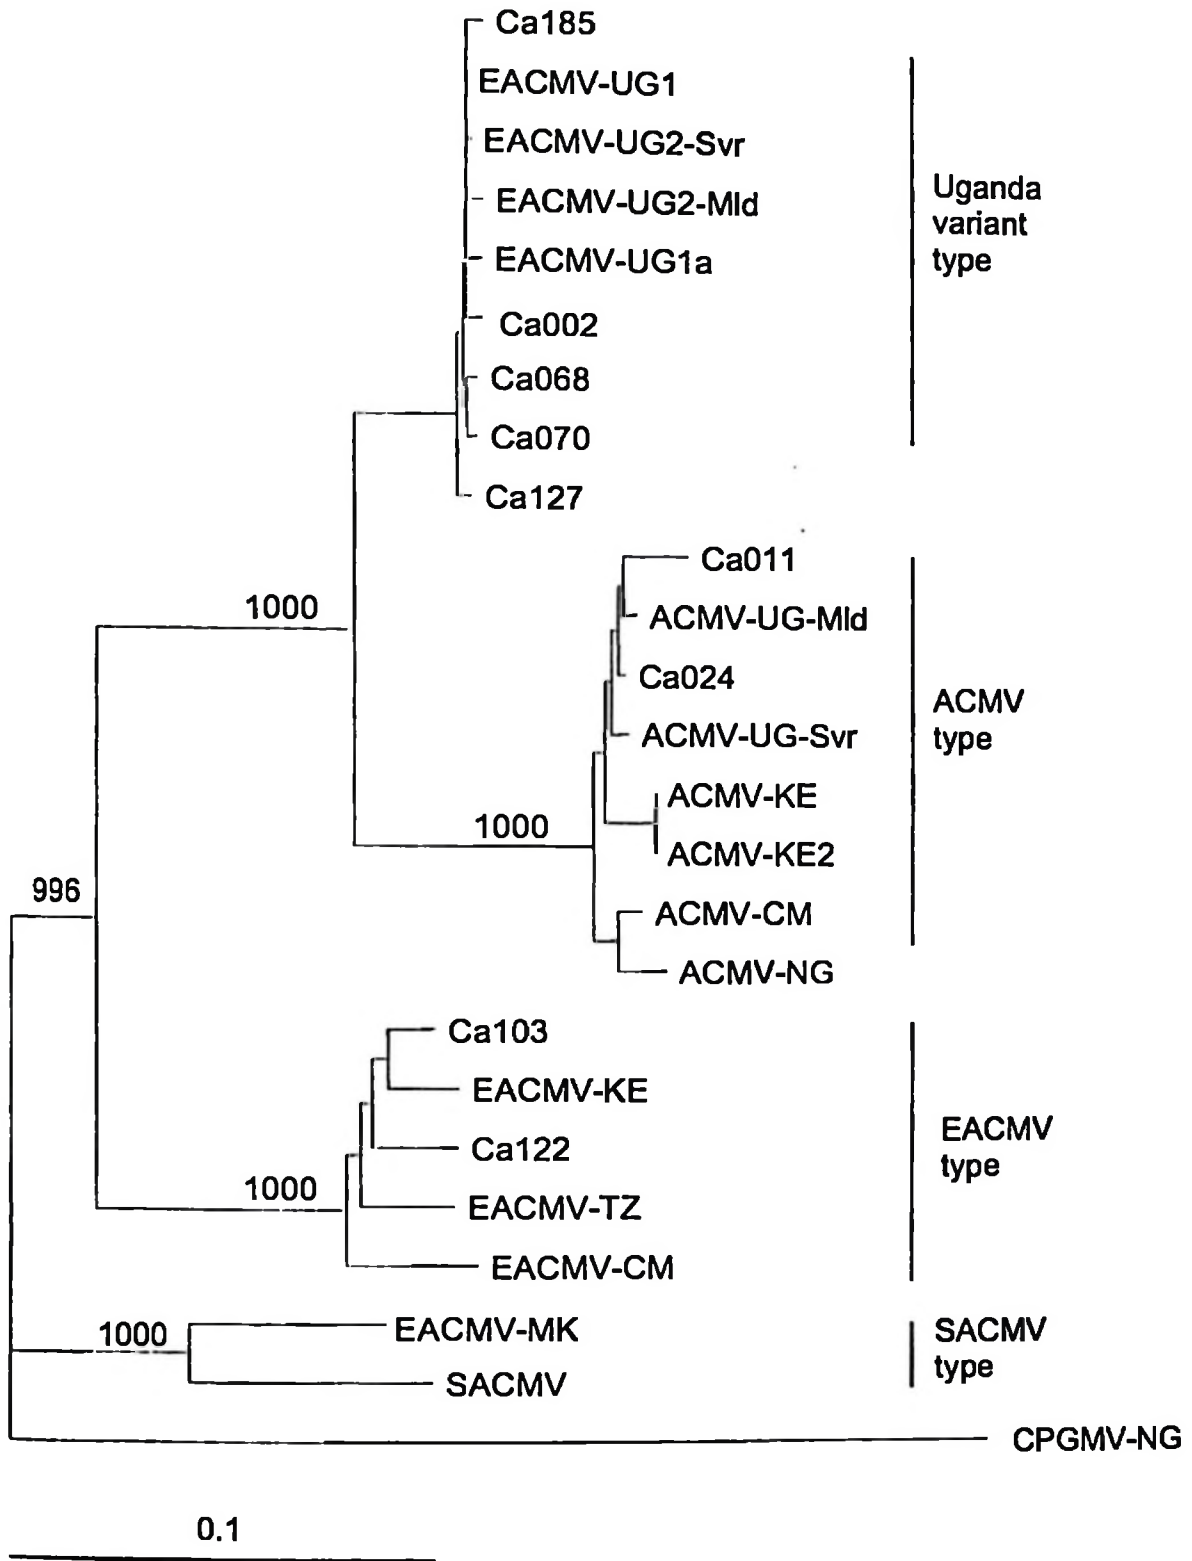 Ca185
EACMV-UG1
EACMV-UG2-Svr
EACMV-UG2-Mld
EACMV-UG1a
Ca002
Ca068
Ca070
Ca127
Uganda
variant
type
1000
Ca011
ACMV-UG-Mld
Ca024
ACMV-UG-Svr
ACMV-KE
ACMV-KE2
ACMV-CM
ACMV-NG
ACMV
type
1000
996
Ca103
EACMV-KE
Ca122
EACMV-TZ
EACMV-CM
EACMV
type
1000
EACMV-MK
SACMV
SACMV
type
1000
CPGMV-NG
0.1